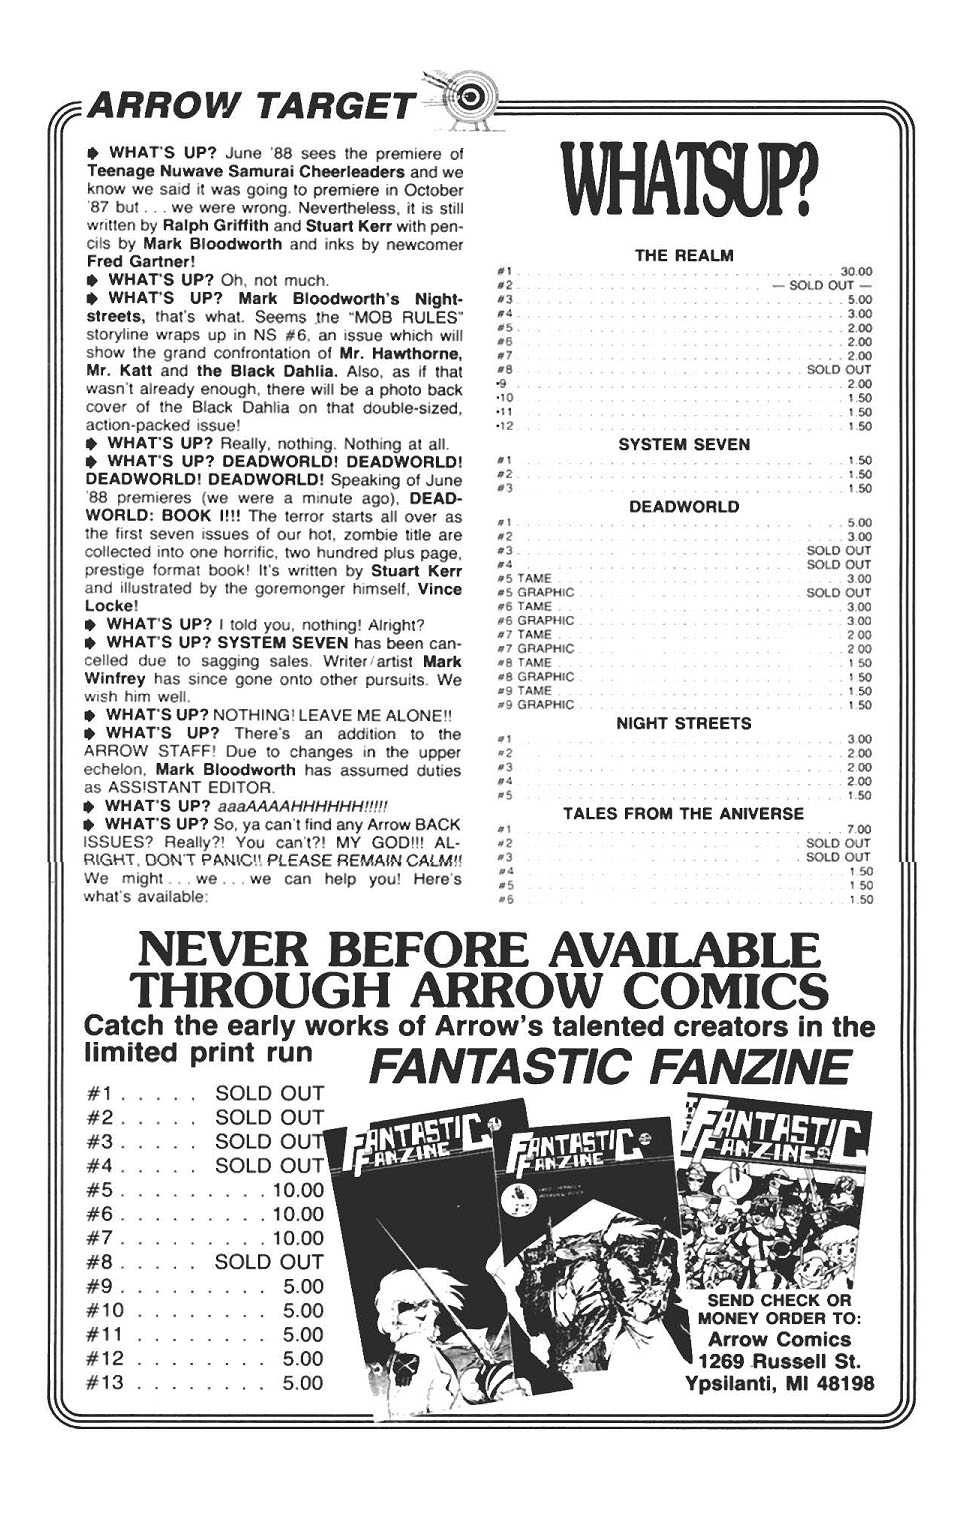 ARROW TARGET
WHAT'S UP? June '88 sees the premiere of
Teenage Nuwave Samurai Cheerleaders and we
know we said it was going to premiere in October
'87 but . . . we were wrong. Nevertheless, it is still
written by Ralph Griffith and Stuart Kerr with pen-
cils by Mark Bloodworth and inks by newcomer
Fred Gartner!
WHAT'S UP? Oh, not much.
WHAT'S UP? Mark Bloodworth's Night-
streets, that's what. Seems the "MOB RULES"
storyline wraps up in NS #6, an issue which will
show the grand confrontation of Mr. Hawthorne,
Mr. Katt and the Black Dahlia. Also, as if that
wasn't already enough, there will be a photo back
cover of the Black Dahlia on that double-sized,
action-packed issue!
WHAT'S UP? Really, nothing. Nothing at all.
WHAT'S UP? DEADWORLD! DEADWORLD!
DEADWORLD! DEADWORLD! Speaking of June
'88 premieres (we were a minute ago), DEAD-
WORLD: BOOK I!!! The terror starts all over as
the first seven issues of our hot, zombie title are
collected into one horrific, two hundred plus page,
prestige format book! It's written by Stuart Kerr
and illustrated by the goremonger himself, Vince
Locke!
WHAT'S UP? I told you, nothing! Alright?
WHAT'S UP? SYSTEM SEVEN has been can-
celled due to sagging sales. Writer/artist Mark
Winfrey has since gone onto other pursuits. We
wish him well.
WHAT'S UP? NOTHING! LEAVE ME ALONE!!
WHAT'S UP? There's an addition to the
ARROW STAFF! Due to changes in the upper
echelon, Mark Bloodworth has assumed duties
as ASSISTANT EDITOR.
WHAT'S UP? aaaAAAAHHHHHH!!!!!
WHAT'S UP? So, ya can't find any Arrow BACK
ISSUES? Really?! You can't?! MY GOD!!! AL-
RIGHT, DON'T PANIC!! PLEASE REMAIN CALM!!
We might . . . we . . . we can help you! Here's
what's available:
WHATSUP?
THE REALM
#1 . . . 30.00
#2 . . . — SOLD OUT —
#3 . . . 5.00
#4 . . . 3.00
#5 . . . 2.00
#6 . . . 2.00
#7 . . . 2.00
#8 . . . SOLD OUT
•9 . . . 2.00
•10 . . . 1.50
•11 . . . 1.50
•12 . . . 1.50
SYSTEM SEVEN
#1 . . . 1.50
#2 . . . 1.50
#3 . . . 1.50
DEADWORLD
#1 . . . 5.00
#2 . . . 3.00
#3 . . . SOLD OUT
#4 . . . SOLD OUT
#5 TAME . . . 3.00
#5 GRAPHIC . . . SOLD OUT
#6 TAME . . . 3.00
#6 GRAPHIC . . . 3.00
#7 TAME . . . 2.00
#7 GRAPHIC . . . 2.00
#8 TAME . . . 1.50
#8 GRAPHIC . . . 1.50
#9 TAME . . . 1.50
#9 GRAPHIC . . . 1.50
NIGHT STREETS
#1 . . . 3.00
#2 . . . 2.00
#3 . . . 2.00
#4 . . . 2.00
#5 . . . 1.50
TALES FROM THE ANIVERSE
#1 . . . 7.00
#2 . . . SOLD OUT
#3 . . . SOLD OUT
#4 . . . 1.50
#5 . . . 1.50
#6 . . . 1.50
NEVER BEFORE AVAILABLE
THROUGH ARROW COMICS
Catch the early works of Arrow's talented creators in the
limited print run
FANTASTIC FANZINE
#1 . . . . . SOLD OUT
#2 . . . . . SOLD OUT
#3 . . . . . SOLD OUT
#4 . . . . . SOLD OUT
#5 . . . . . . . . . 10.00
#6 . . . . . . . . . 10.00
#7 . . . . . . . . . 10.00
#8 . . . . . SOLD OUT
#9 . . . . . . . . . 5.00
#10 . . . . . . . . 5.00
#11 . . . . . . . . 5.00
#12 . . . . . . . . 5.00
#13 . . . . . . . . 5.00
FANTASTIC
FANZINE
FANTASTIC
FANZINE
FANTASTIC
FANZINE
SEND CHECK OR
MONEY ORDER TO:
Arrow Comics
1269 Russell St.
Ypsilanti, MI 48198